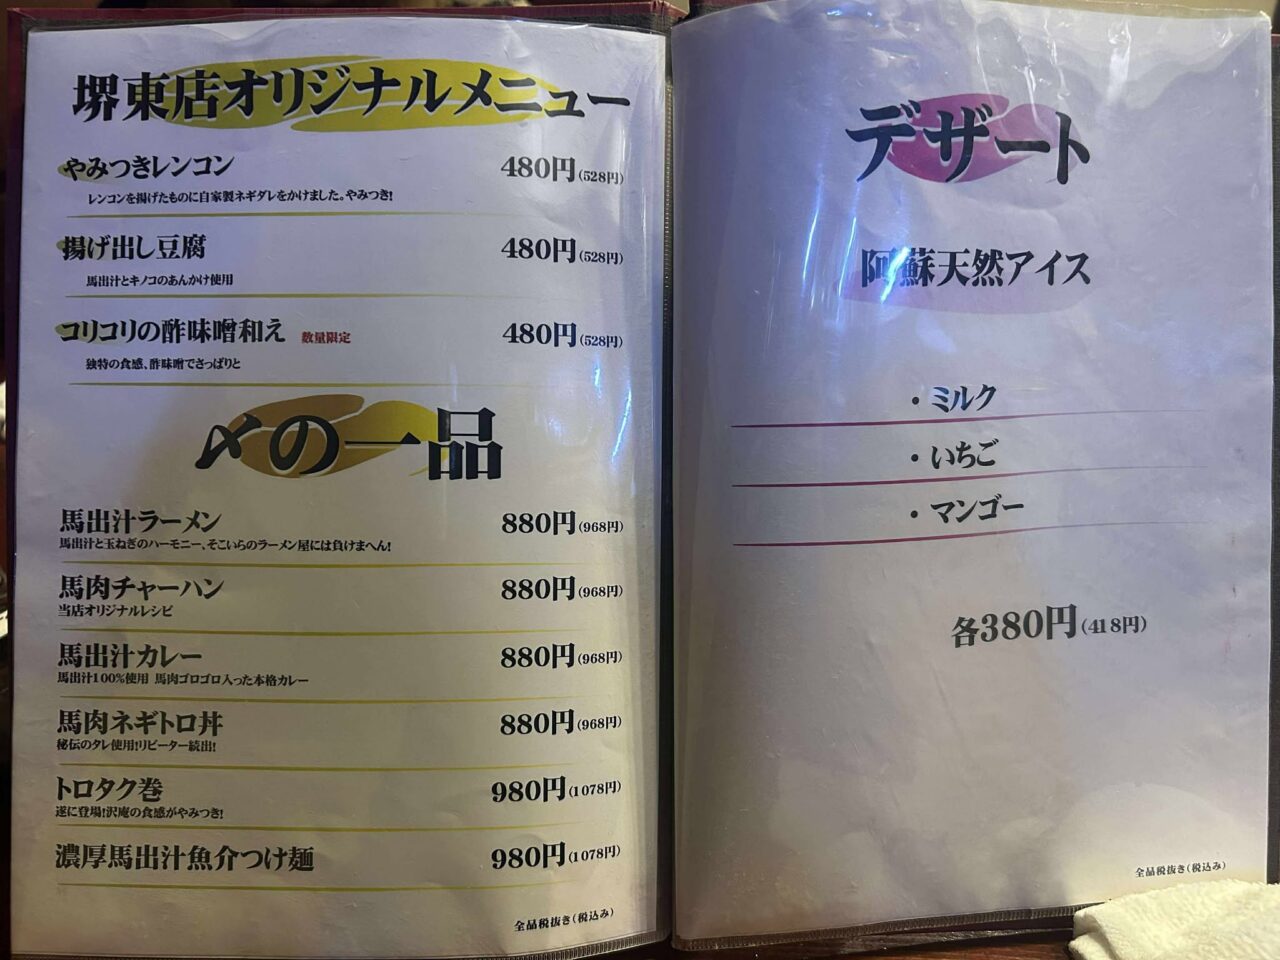 堺東店オリジナルメニュー
やみつきレンコン 480円(528円)
レンコンを揚げたものに自家製ネギダレをかけました。やみつき!
揚げ出し豆腐 480円(528円)
馬出汁とキノコのあんかけ使用
コリコリの酢味噌和え 数量限定 480円(528円)
独特の食感、酢味噌でさっぱりと
〆の一品
馬出汁ラーメン 880円(968円)
馬出汁と玉ねぎのハーモニー、そこいらのラーメン屋には負けまへん!
馬肉チャーハン 880円(968円)
当店オリジナルレシピ
馬出汁カレー 880円(968円)
馬出汁100%使用 馬肉ゴロゴロ入った本格カレー
馬肉ネギトロ丼 880円(968円)
秘伝のタレ使用!リピーター続出!
トロタク巻 980円(1078円)
遂に登場!沢庵の食感がやみつき!
濃厚馬出汁魚介つけ麺 980円(1078円)
全品税抜き(税込み)
デザート
阿蘇天然アイス
・ミルク
・いちご
・マンゴー
各380円(418円)
全品税抜き(税込み)